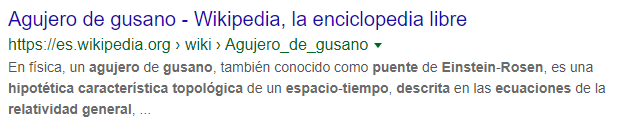 Agujero de gusano - Wikipedia, la enciclopedia libre
https://es.wikipedia.org › wiki › Agujero_de_gusano
En física, un agujero de gusano, también conocido como puente de Einstein-Rosen, es una
hipotética característica topológica de un espacio-tiempo, descrita en las ecuaciones de la
relatividad general, ...